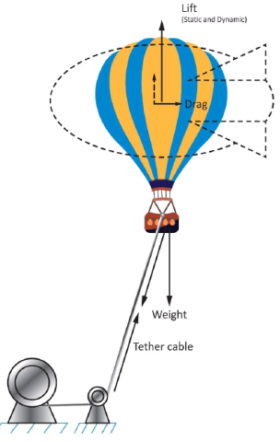 Lift
(Static and Dynamic)
Drag
Weight
Tether cable